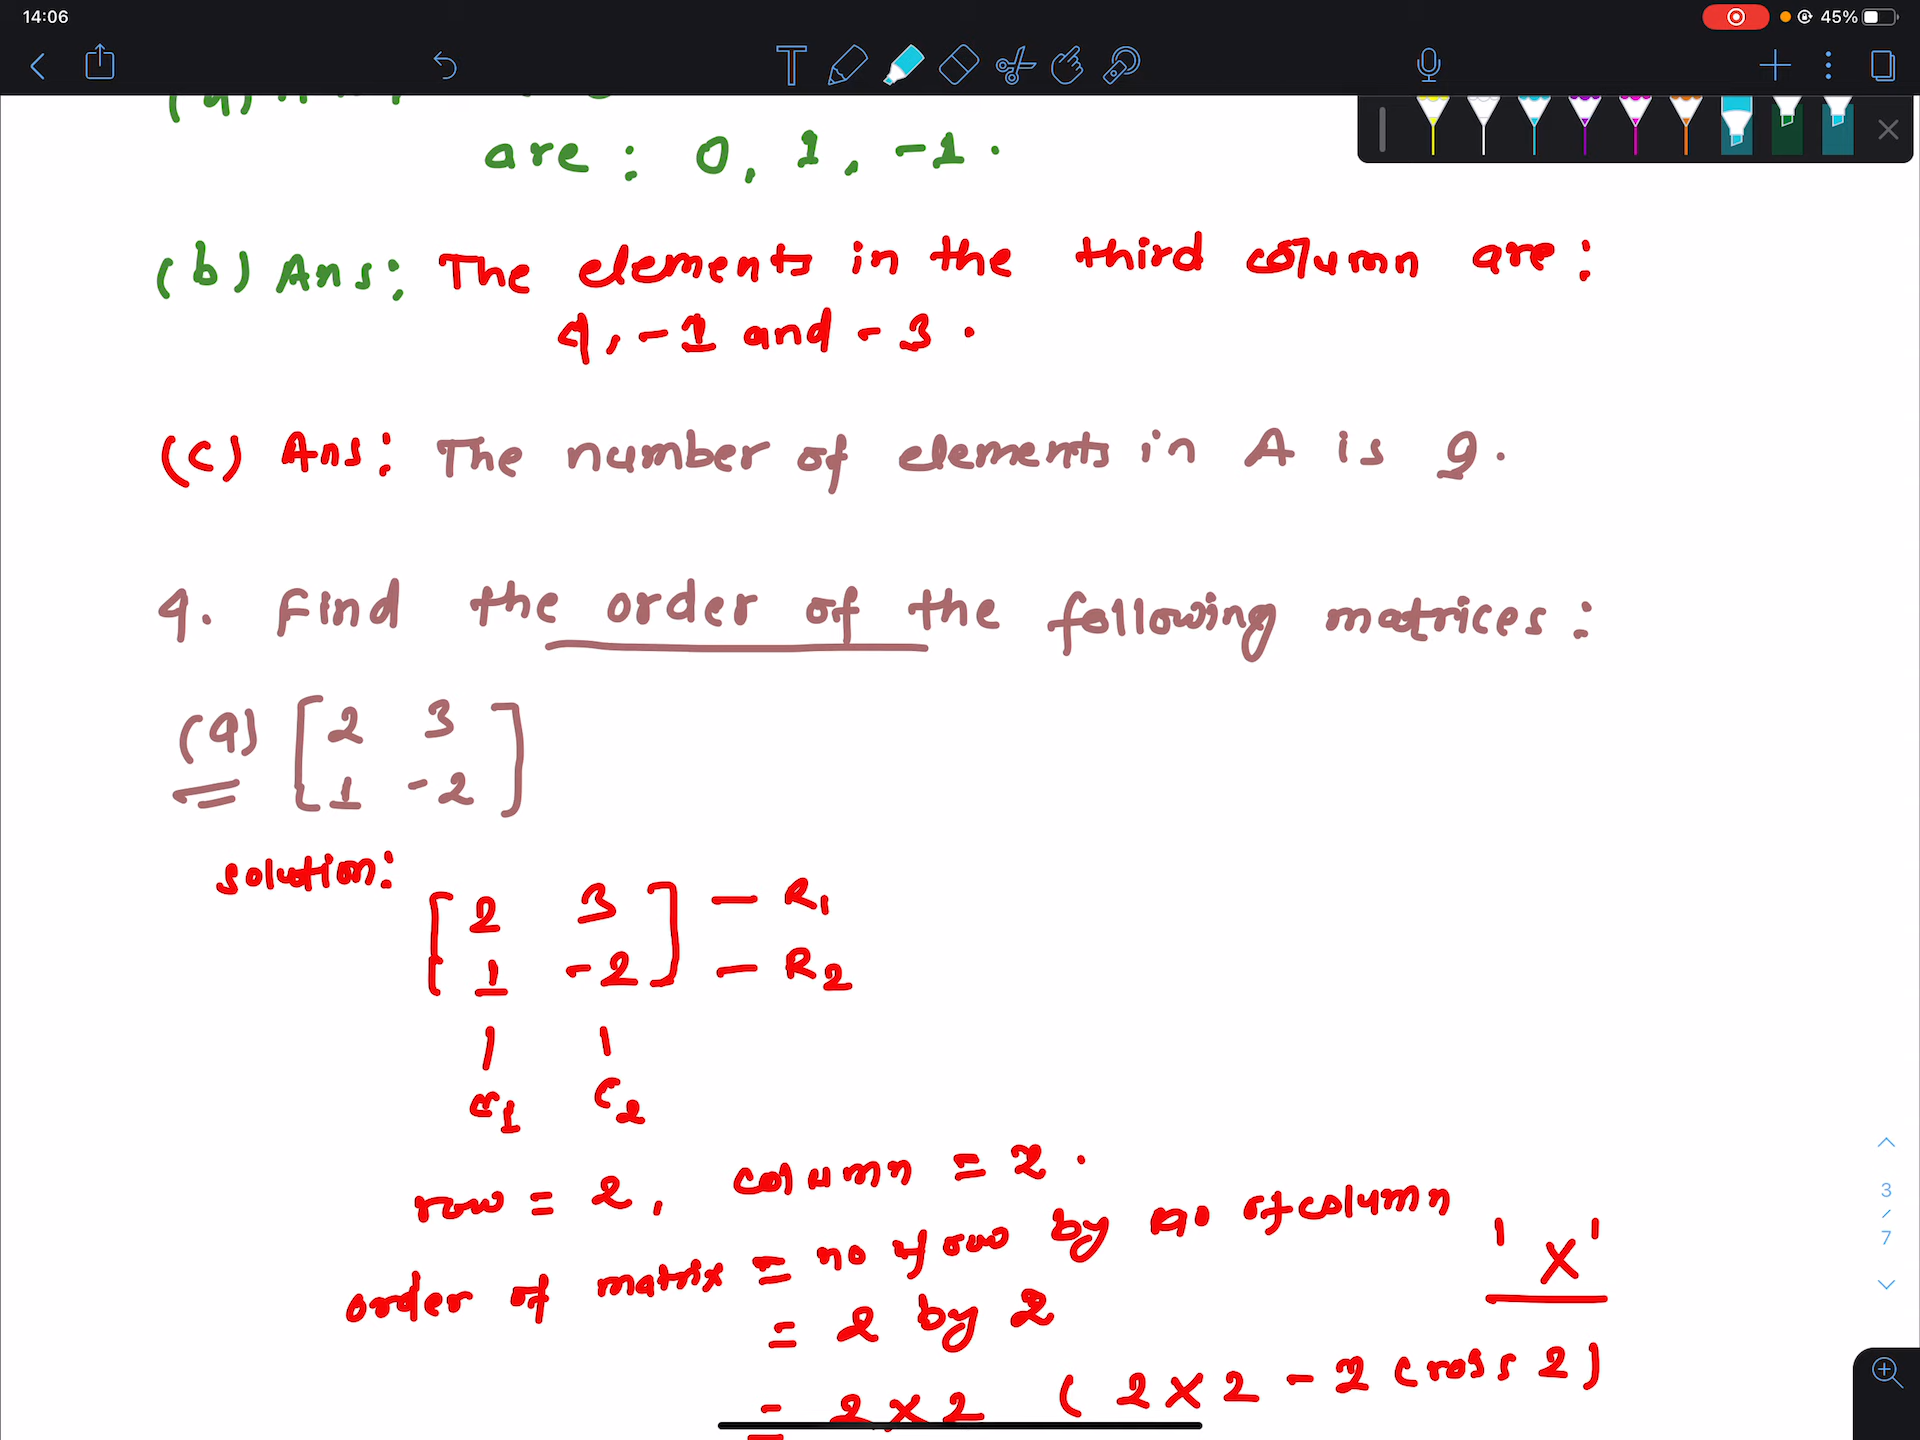 14:06
45%
are : 0, 1, -1.
(b) Ans: The elements in the third column are :
4, -1 and -3.
(c) Ans: The number of elements in A is 9.
4. Find the order of the following matrices :
(a) [ 2 3
1 -2 ]
solution:
[ 2 3 ] — R1
1 -2 — R2
C1 C2
row = 2, column = 2.
order of matrix = no of row by no of column
' X '
= 2 by 2
= 2 X 2 ( 2 X 2 - 2 cross 2 )
3
/
7